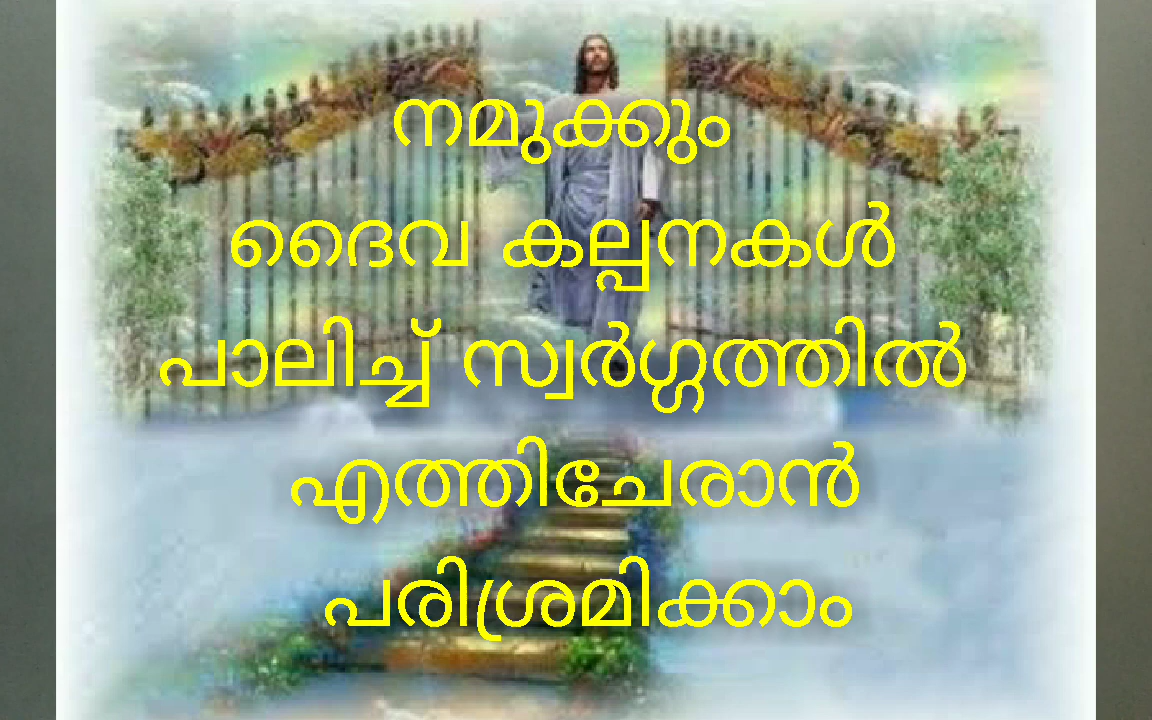 നമുക്കും
ദൈവ കല്പനകൾ
പാലിച്ച് സ്വർഗ്ഗത്തിൽ
എത്തിചേരാൻ
പരിശ്രമിക്കാം